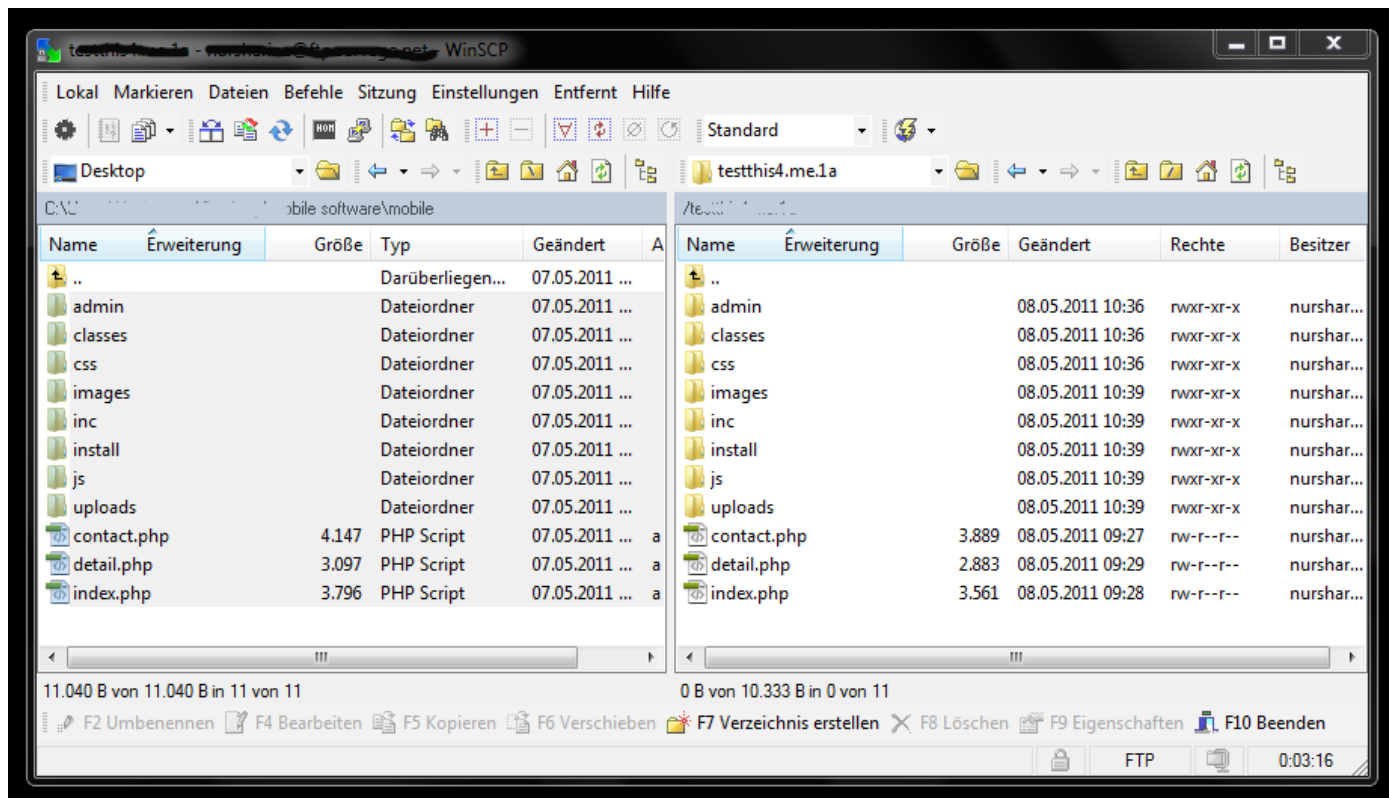 WinSCP
Lokal Markieren Dateien Befehle Sitzung Einstellungen Entfernt Hilfe
Standard
Desktop testthis4.me.1a
obile software\mobile
Name Erweiterung Größe Typ Geändert A Name Erweiterung Größe Geändert Rechte Besitzer
.. Darüberliegen... 07.05.2011 ... ..
admin Dateiordner 07.05.2011 ... admin 08.05.2011 10:36 rwxr-xr-x nurshar...
classes Dateiordner 07.05.2011 ... classes 08.05.2011 10:36 rwxr-xr-x nurshar...
css Dateiordner 07.05.2011 ... css 08.05.2011 10:36 rwxr-xr-x nurshar...
images Dateiordner 07.05.2011 ... images 08.05.2011 10:39 rwxr-xr-x nurshar...
inc Dateiordner 07.05.2011 ... inc 08.05.2011 10:39 rwxr-xr-x nurshar...
install Dateiordner 07.05.2011 ... install 08.05.2011 10:39 rwxr-xr-x nurshar...
js Dateiordner 07.05.2011 ... js 08.05.2011 10:39 rwxr-xr-x nurshar...
uploads Dateiordner 07.05.2011 ... uploads 08.05.2011 10:39 rwxr-xr-x nurshar...
contact.php 4.147 PHP Script 07.05.2011 ... a contact.php 3.889 08.05.2011 09:27 rw-r--r-- nurshar...
detail.php 3.097 PHP Script 07.05.2011 ... a detail.php 2.883 08.05.2011 09:29 rw-r--r-- nurshar...
index.php 3.796 PHP Script 07.05.2011 ... a index.php 3.561 08.05.2011 09:28 rw-r--r-- nurshar...
11.040 B von 11.040 B in 11 von 11 0 B von 10.333 B in 0 von 11
F2 Umbenennen F4 Bearbeiten F5 Kopieren F6 Verschieben F7 Verzeichnis erstellen F8 Löschen F9 Eigenschaften F10 Beenden
FTP 0:03:16